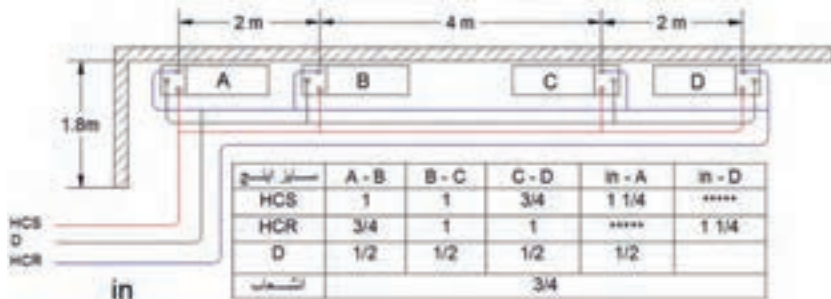 2 m 4 m 2 m
A B C D
1.8m
A - B B - C C - D in - A in - D
HCS 1 1 3/4 1 1/4 *****
HCR 3/4 1 1 ***** 1 1/4
D 1/2 1/2 1/2 1/2
3/4
HCS
D
HCR
in